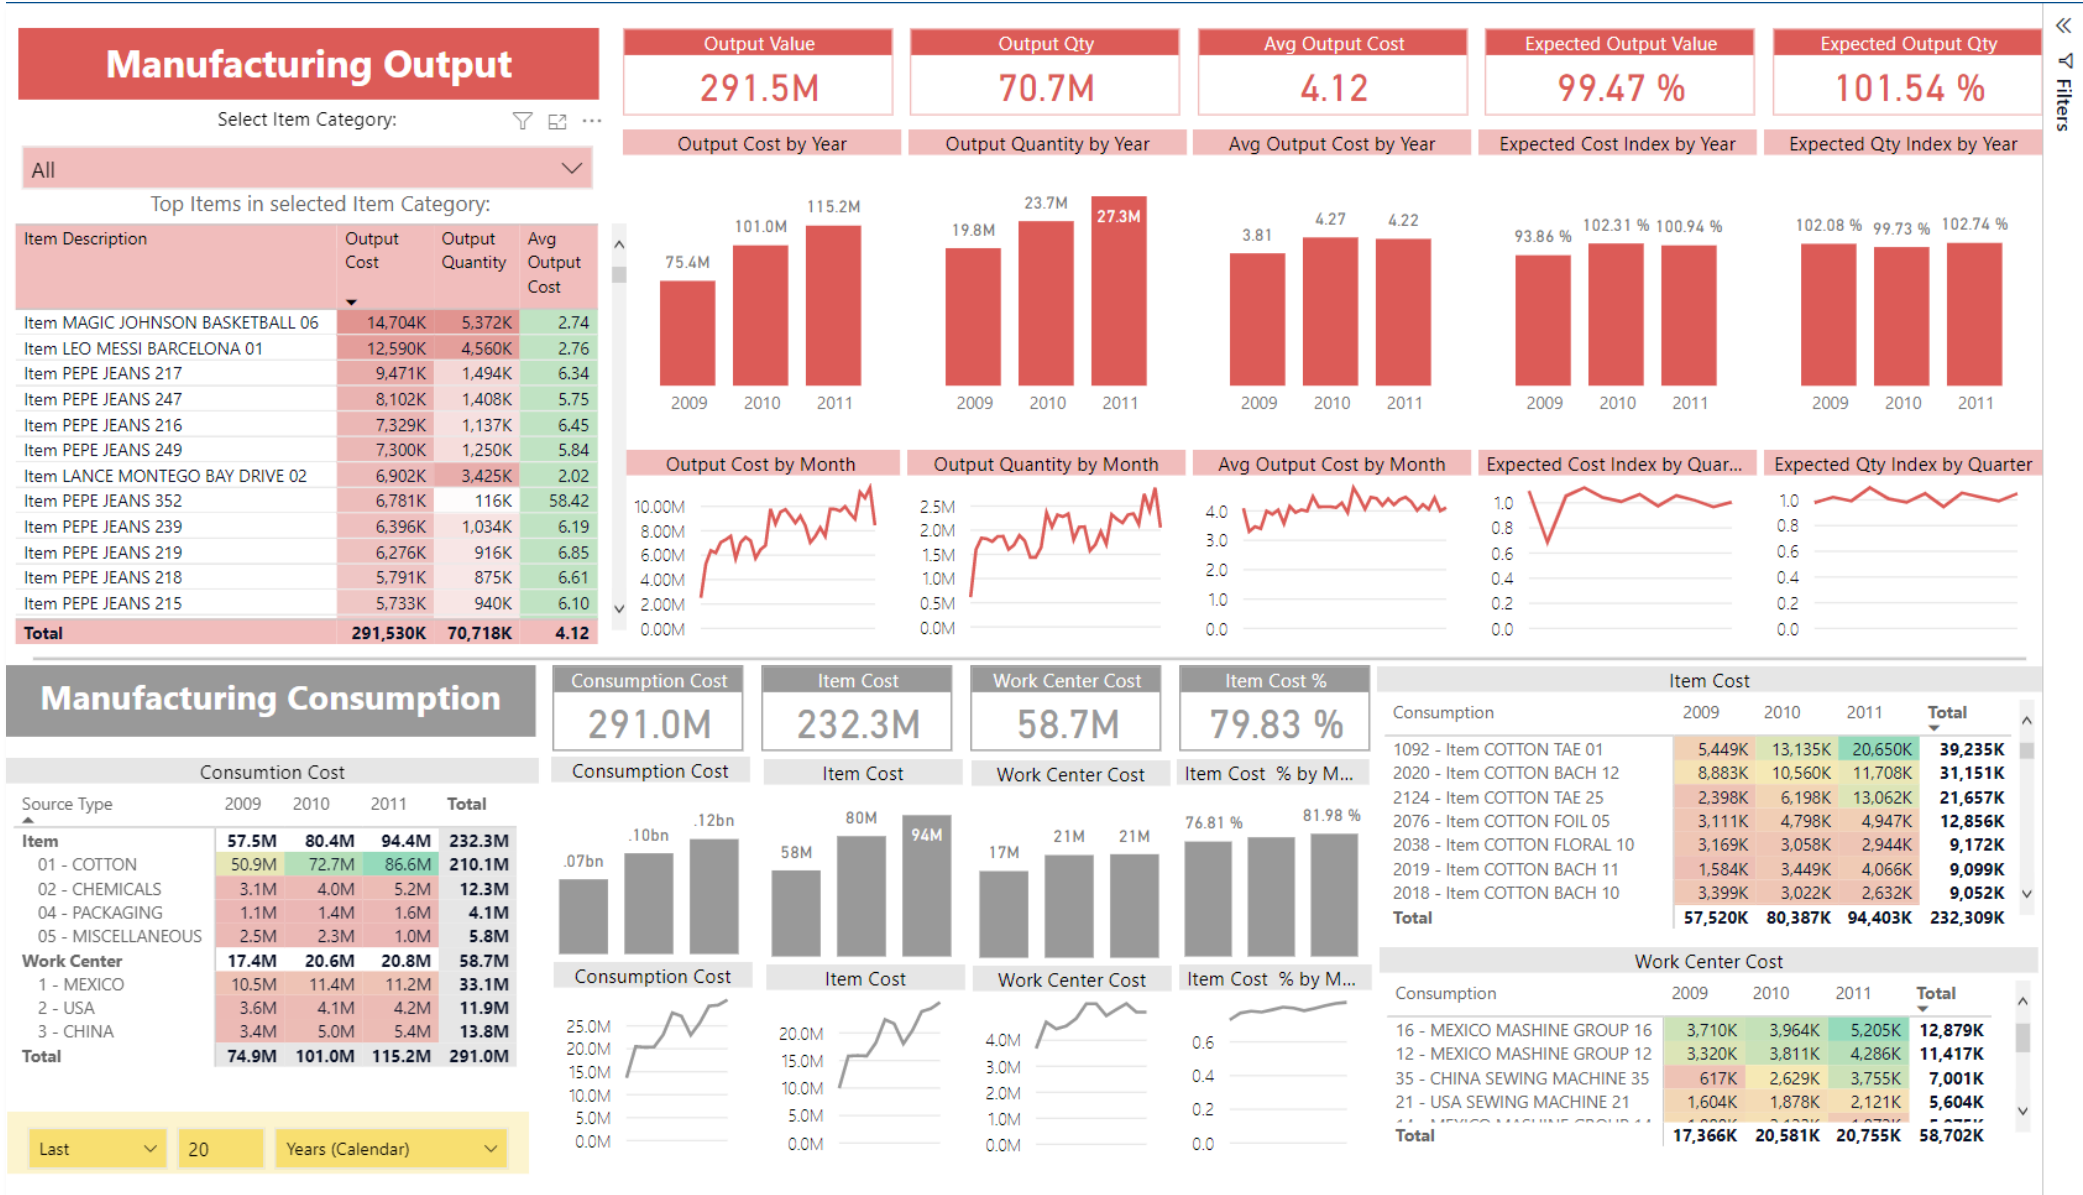 Manufacturing Output
Select Item Category:
All
Top Items in selected Item Category:
Item Description Output Cost Output Quantity Avg Output Cost
Item MAGIC JOHNSON BASKETBALL 06 14,704K 5,372K 2.74
Item LEO MESSI BARCELONA 01 12,590K 4,560K 2.76
Item PEPE JEANS 217 9,471K 1,494K 6.34
Item PEPE JEANS 247 8,102K 1,408K 5.75
Item PEPE JEANS 216 7,329K 1,137K 6.45
Item PEPE JEANS 249 7,300K 1,250K 5.84
Item LANCE MONTEGO BAY DRIVE 02 6,902K 3,425K 2.02
Item PEPE JEANS 352 6,781K 116K 58.42
Item PEPE JEANS 239 6,396K 1,034K 6.19
Item PEPE JEANS 219 6,276K 916K 6.85
Item PEPE JEANS 218 5,791K 875K 6.61
Item PEPE JEANS 215 5,733K 940K 6.10
Total 291,530K 70,718K 4.12
Output Value
291.5M
Output Qty
70.7M
Avg Output Cost
4.12
Expected Output Value
99.47 %
Expected Output Qty
101.54 %
Filters
Output Cost by Year
75.4M 101.0M 115.2M
2009 2010 2011
Output Quantity by Year
19.8M 23.7M 27.3M
2009 2010 2011
Avg Output Cost by Year
3.81 4.27 4.22
2009 2010 2011
Expected Cost Index by Year
93.86 % 102.31 % 100.94 %
2009 2010 2011
Expected Qty Index by Year
102.08 % 99.73 % 102.74 %
2009 2010 2011
Output Cost by Month
10.00M
8.00M
6.00M
4.00M
2.00M
0.00M
Output Quantity by Month
2.5M
2.0M
1.5M
1.0M
0.5M
0.0M
Avg Output Cost by Month
4.0
3.0
2.0
1.0
0.0
Expected Cost Index by Quar...
1.0
0.8
0.6
0.4
0.2
0.0
Expected Qty Index by Quarter
1.0
0.8
0.6
0.4
0.2
0.0
Manufacturing Consumption
Consumtion Cost
Source Type 2009 2010 2011 Total
Item 57.5M 80.4M 94.4M 232.3M
01 - COTTON 50.9M 72.7M 86.6M 210.1M
02 - CHEMICALS 3.1M 4.0M 5.2M 12.3M
04 - PACKAGING 1.1M 1.4M 1.6M 4.1M
05 - MISCELLANEOUS 2.5M 2.3M 1.0M 5.8M
Work Center 17.4M 20.6M 20.8M 58.7M
1 - MEXICO 10.5M 11.4M 11.2M 33.1M
2 - USA 3.6M 4.1M 4.2M 11.9M
3 - CHINA 3.4M 5.0M 5.4M 13.8M
Total 74.9M 101.0M 115.2M 291.0M
Last 20 Years (Calendar)
Consumption Cost
291.0M
Item Cost
232.3M
Work Center Cost
58.7M
Item Cost %
79.83 %
Consumption Cost
.07bn .10bn .12bn
Item Cost
58M 80M 94M
Work Center Cost
17M 21M 21M
Item Cost % by M...
76.81 % 81.98 %
Consumption Cost
25.0M
20.0M
15.0M
10.0M
5.0M
0.0M
Item Cost
20.0M
15.0M
10.0M
5.0M
0.0M
Work Center Cost
4.0M
3.0M
2.0M
1.0M
0.0M
Item Cost % by M...
0.6
0.4
0.2
0.0
Item Cost
Consumption 2009 2010 2011 Total
1092 - Item COTTON TAE 01 5,449K 13,135K 20,650K 39,235K
2020 - Item COTTON BACH 12 8,883K 10,560K 11,708K 31,151K
2124 - Item COTTON TAE 25 2,398K 6,198K 13,062K 21,657K
2076 - Item COTTON FOIL 05 3,111K 4,798K 4,947K 12,856K
2038 - Item COTTON FLORAL 10 3,169K 3,058K 2,944K 9,172K
2019 - Item COTTON BACH 11 1,584K 3,449K 4,066K 9,099K
2018 - Item COTTON BACH 10 3,399K 3,022K 2,632K 9,052K
Total 57,520K 80,387K 94,403K 232,309K
Work Center Cost
Consumption 2009 2010 2011 Total
16 - MEXICO MASHINE GROUP 16 3,710K 3,964K 5,205K 12,879K
12 - MEXICO MASHINE GROUP 12 3,320K 3,811K 4,286K 11,417K
35 - CHINA SEWING MACHINE 35 617K 2,629K 3,755K 7,001K
21 - USA SEWING MACHINE 21 1,604K 1,878K 2,121K 5,604K
Total 17,366K 20,581K 20,755K 58,702K